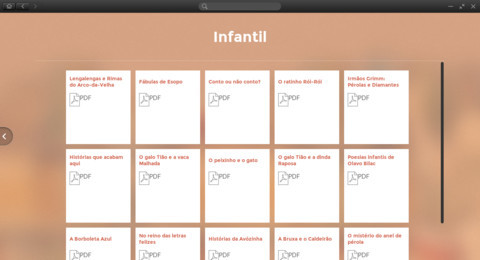 Infantil
Lengalengas e Rimas
do Arco-da-Velha
PDF
Fábulas de Esopo
PDF
Conto ou não conto?
PDF
O ratinho Rói-Rói
PDF
Irmãos Grimm:
Pérolas e Diamantes
PDF
Histórias que acabam
aqui
PDF
O galo Tião e a vaca
Malhada
PDF
O peixinho e o gato
PDF
O galo Tião e a dinde
Raposa
PDF
Poesias Infantis de
Olavo Bilac
PDF
A Borboleta Azul
PDF
No reino das letras
felizes
PDF
Histórias da Avózinha
PDF
A Bruxa e o Caldeirão
PDF
O mistério do anel de
pérola
PDF